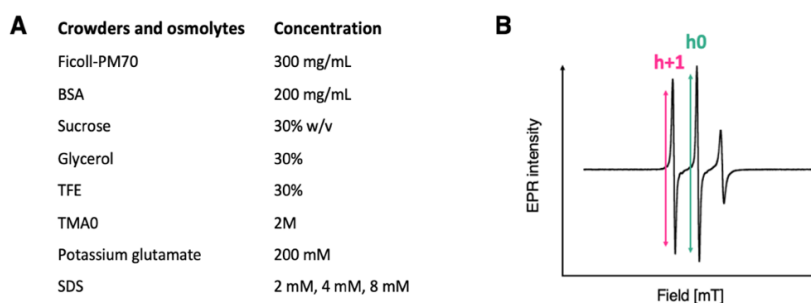 A
Crowders and osmolytes Concentration
Ficoll-PM70 300 mg/mL
BSA 200 mg/mL
Sucrose 30% w/v
Glycerol 30%
TFE 30%
TMA0 2M
Potassium glutamate 200 mM
SDS 2 mM, 4 mM, 8 mM
B
h+1
h0
EPR intensity
Field [mT]